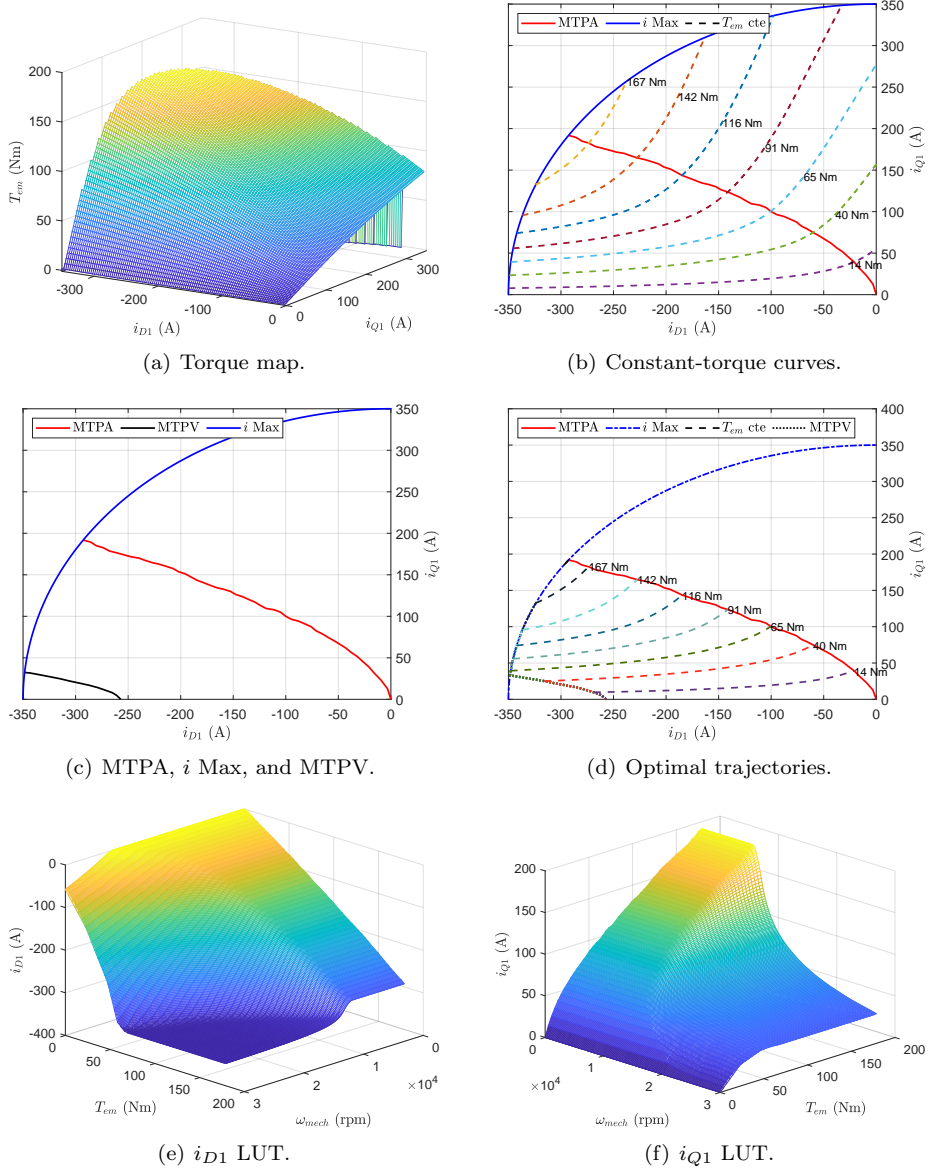 200
150
100
50
0
T_em (Nm)
-300
-200
-100
0
i_D1 (A)
0
100
200
300
i_Q1 (A)
(a) Torque map.
MTPA i Max T_em cte
350
300
250
200
150
100
50
0
i_Q1 (A)
167 Nm
142 Nm
116 Nm
91 Nm
65 Nm
40 Nm
14 Nm
-350 -300 -250 -200 -150 -100 -50 0
i_D1 (A)
(b) Constant-torque curves.
MTPA MTPV i Max
350
300
250
200
150
100
50
0
i_Q1 (A)
-350 -300 -250 -200 -150 -100 -50 0
i_D1 (A)
(c) MTPA, i Max, and MTPV.
MTPA i Max T_em cte MTPV
400
350
300
250
200
150
100
50
0
i_Q1 (A)
167 Nm
142 Nm
116 Nm
91 Nm
65 Nm
40 Nm
14 Nm
-350 -300 -250 -200 -150 -100 -50 0
i_D1 (A)
(d) Optimal trajectories.
0
-100
-200
-300
-400
i_D1 (A)
0
50
100
150
200
T_em (Nm)
3
2
1
0
×10^4
ω_mech (rpm)
(e) i_D1 LUT.
200
150
100
50
0
i_Q1 (A)
0
1
2
3
×10^4
ω_mech (rpm)
0
50
100
150
200
T_em (Nm)
(f) i_Q1 LUT.